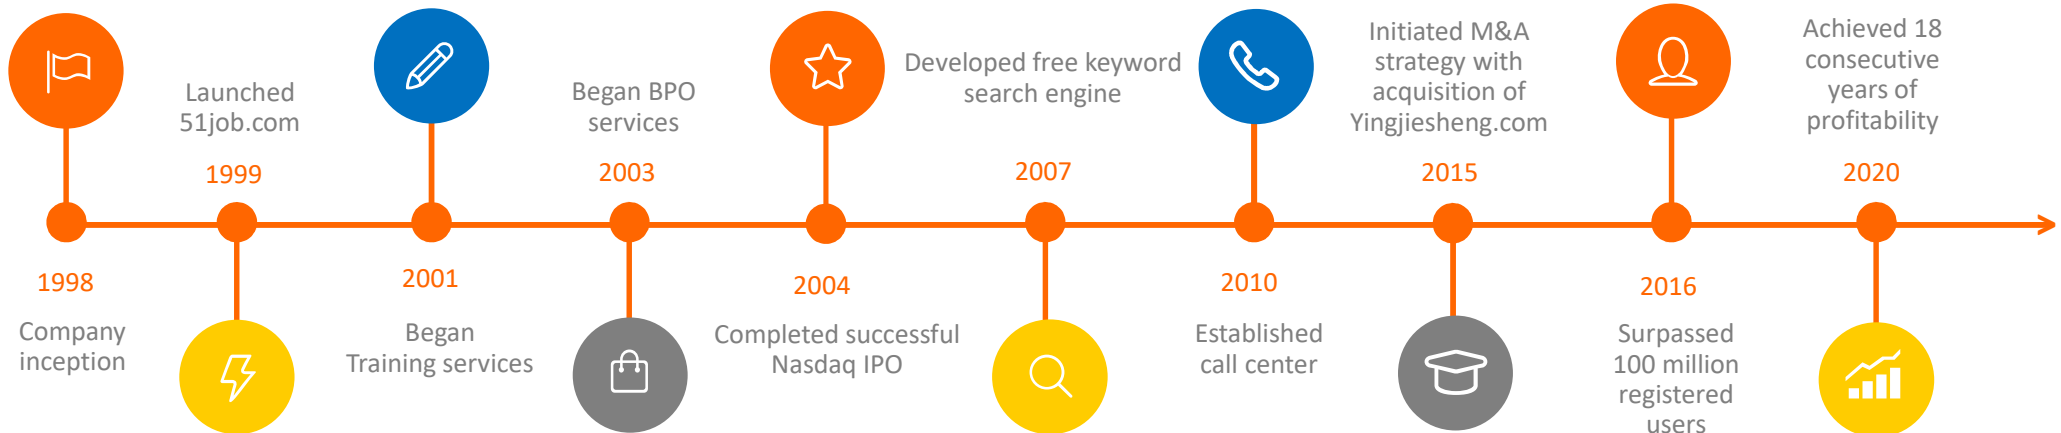 1998
Company
inception
Launched
51job.com
1999
2001
Began
Training services
Began BPO
services
2003
2004
Completed successful
Nasdaq IPO
Developed free keyword
search engine
2007
2010
Established
call center
Initiated M&A
strategy with
acquisition of
Yingjiesheng.com
2015
2016
Surpassed
100 million
registered
users
Achieved 18
consecutive
years of
profitability
2020